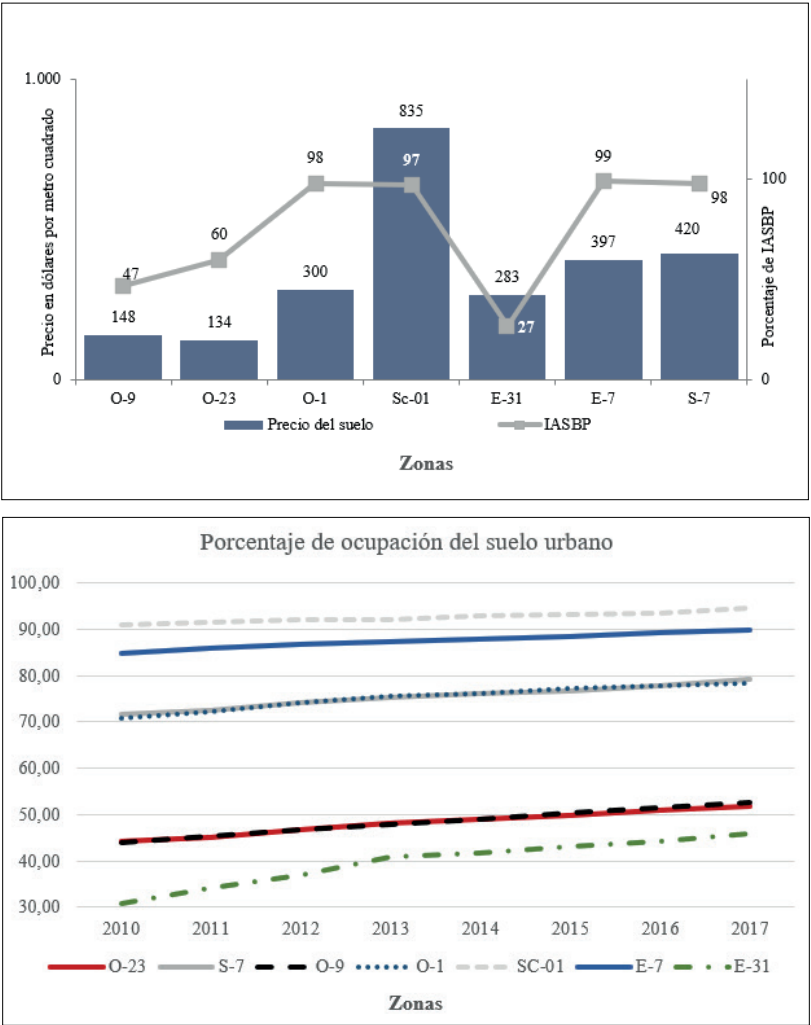 1.000
Precio en dólares por metro cuadrado
0
148
134
300
835
283
397
420
47
60
98
97
27
99
98
100
0
Porcentaje de IASBP
O-9 O-23 O-1 Sc-01 E-31 E-7 S-7
Precio del suelo IASBP
Zonas
Porcentaje de ocupación del suelo urbano
100,00
90,00
80,00
70,00
60,00
50,00
40,00
30,00
2010 2011 2012 2013 2014 2015 2016 2017
O-23 S-7 O-9 O-1 SC-01 E-7 E-31
Zonas